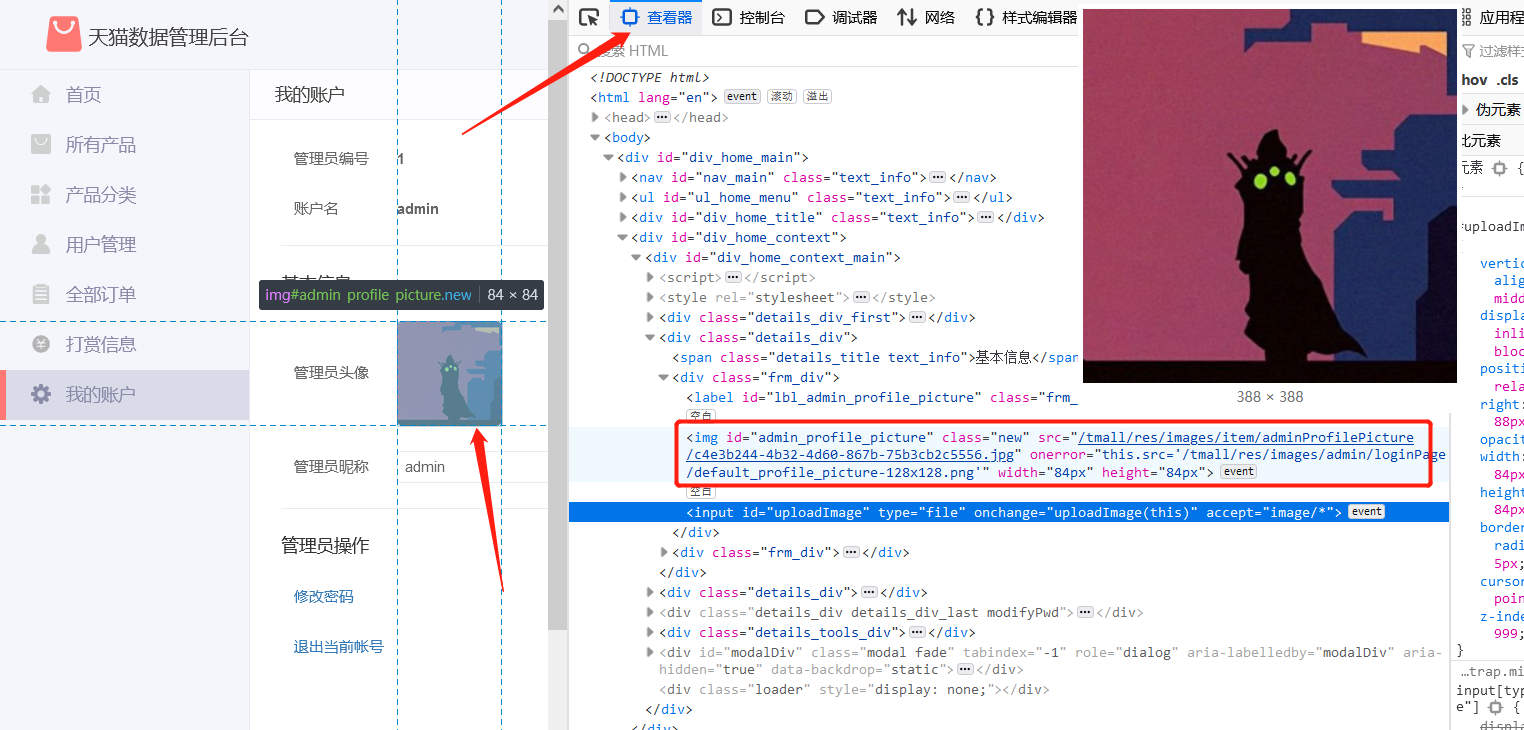 天猫数据管理后台
首页
所有产品
产品分类
用户管理
全部订单
打赏信息
我的账户
我的账户
管理员编号 1
账户名 admin
基本信息
img#admin_profile_picture.new 84 × 84
管理员头像
管理员昵称 admin
管理员操作
修改密码
退出当前帐号
查看器 控制台 调试器 网络 {} 样式编辑器
搜索 HTML
<!DOCTYPE html>
<html lang="en"> event 滚动 溢出
<head> ··· </head>
<body>
<div id="div_home_main">
<nav id="nav_main" class="text_info"> ··· </nav>
<ul id="ul_home_menu" class="text_info"> ··· </ul>
<div id="div_home_title" class="text_info"> ··· </div>
<div id="div_home_context">
<div id="div_home_context_main">
<script> ··· </script>
<style rel="stylesheet"> ··· </style>
<div class="details_div_first"> ··· </div>
<div class="details_div">
<span class="details_title text_info">基本信息</span>
<div class="frm_div">
<label id="lbl_admin_profile_picture" class="frm_
空白
<img id="admin_profile_picture" class="new" src="/tmall/res/images/item/adminProfilePicture
/c4e3b244-4b32-4d60-867b-75b3cb2c5556.jpg" onerror="this.src='/tmall/res/images/admin/loginPage
/default_profile_picture-128x128.png'" width="84px" height="84px"> event
空白
<input id="uploadImage" type="file" onchange="uploadImage(this)" accept="image/*"> event
</div>
<div class="frm_div"> ··· </div>
</div>
<div class="details_div"> ··· </div>
<div class="details_div details_div_last modifyPwd"> ··· </div>
<div class="details_tools_div"> ··· </div>
<div id="modalDiv" class="modal fade" tabindex="-1" role="dialog" aria-labelledby="modalDiv" aria-
hidden="true" data-backdrop="static"> ··· </div>
<div class="loader" style="display: none;"></div>
</div>
</div>
388 × 388
应用程
过滤样式
:hov .cls
伪元素
此元素
元素 {
#uploadIm
vertic
alig
midd
displa
inli
bloc
positi
rela
right:
88px
opacit
width:
84px
height
84px
border
radi
5px;
cursor
poin
z-inde
999;
}
…trap.mi
input[typ
e"] {
displa